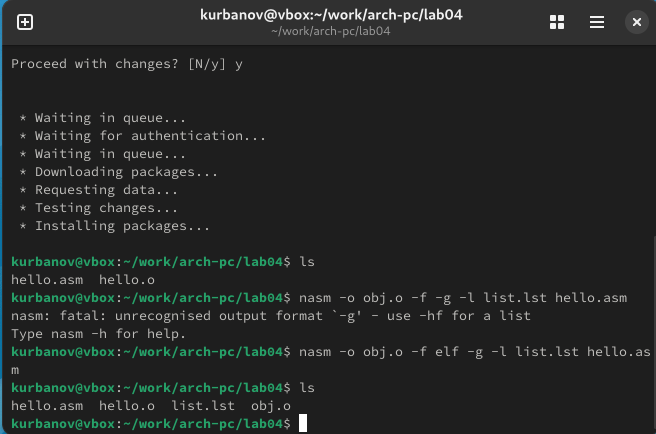 kurbanov@vbox:~/work/arch-pc/lab04
~/work/arch-pc/lab04
Proceed with changes? [N/y] y
* Waiting in queue...
* Waiting for authentication...
* Waiting in queue...
* Downloading packages...
* Requesting data...
* Testing changes...
* Installing packages...
kurbanov@vbox:~/work/arch-pc/lab04$ ls
hello.asm  hello.o
kurbanov@vbox:~/work/arch-pc/lab04$ nasm -o obj.o -f -g -l list.lst hello.asm
nasm: fatal: unrecognised output format `-g' - use -hf for a list
Type nasm -h for help.
kurbanov@vbox:~/work/arch-pc/lab04$ nasm -o obj.o -f elf -g -l list.lst hello.as
m
kurbanov@vbox:~/work/arch-pc/lab04$ ls
hello.asm  hello.o  list.lst  obj.o
kurbanov@vbox:~/work/arch-pc/lab04$